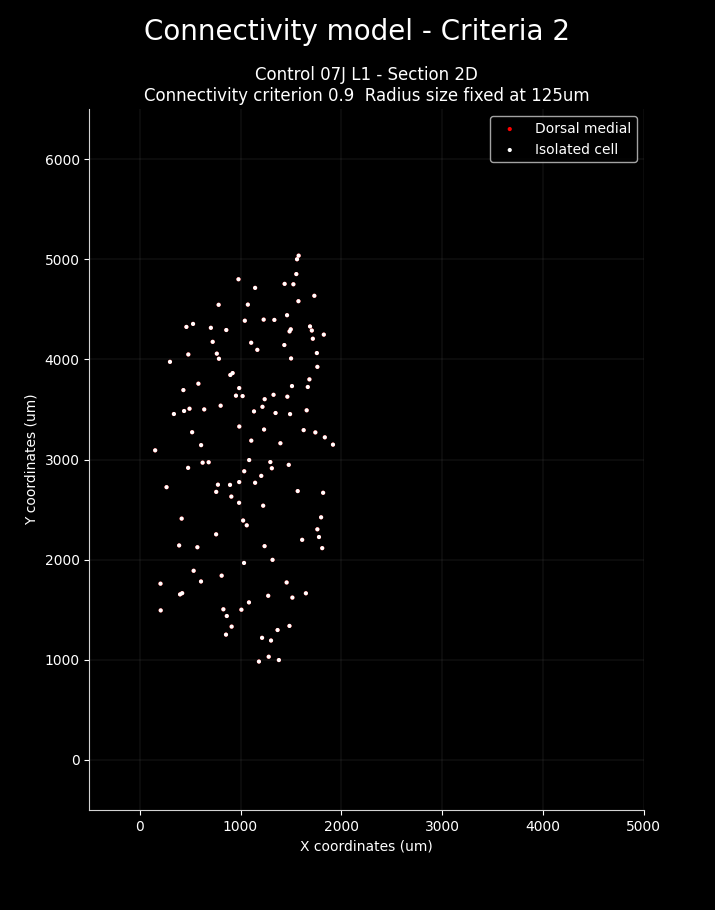 Connectivity model - Criteria 2
Control 07J L1 - Section 2D
Connectivity criterion 0.9  Radius size fixed at 125um
Dorsal medial
Isolated cell
6000
5000
4000
3000
2000
1000
0
Y coordinates (um)
0 1000 2000 3000 4000 5000
X coordinates (um)